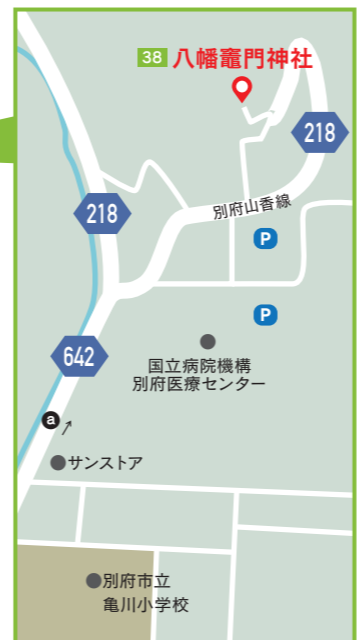 38 八幡竈門神社
218
218
別府山香線
P
P
642
国立病院機構
別府医療センター
a
サンストア
別府市立
亀川小学校